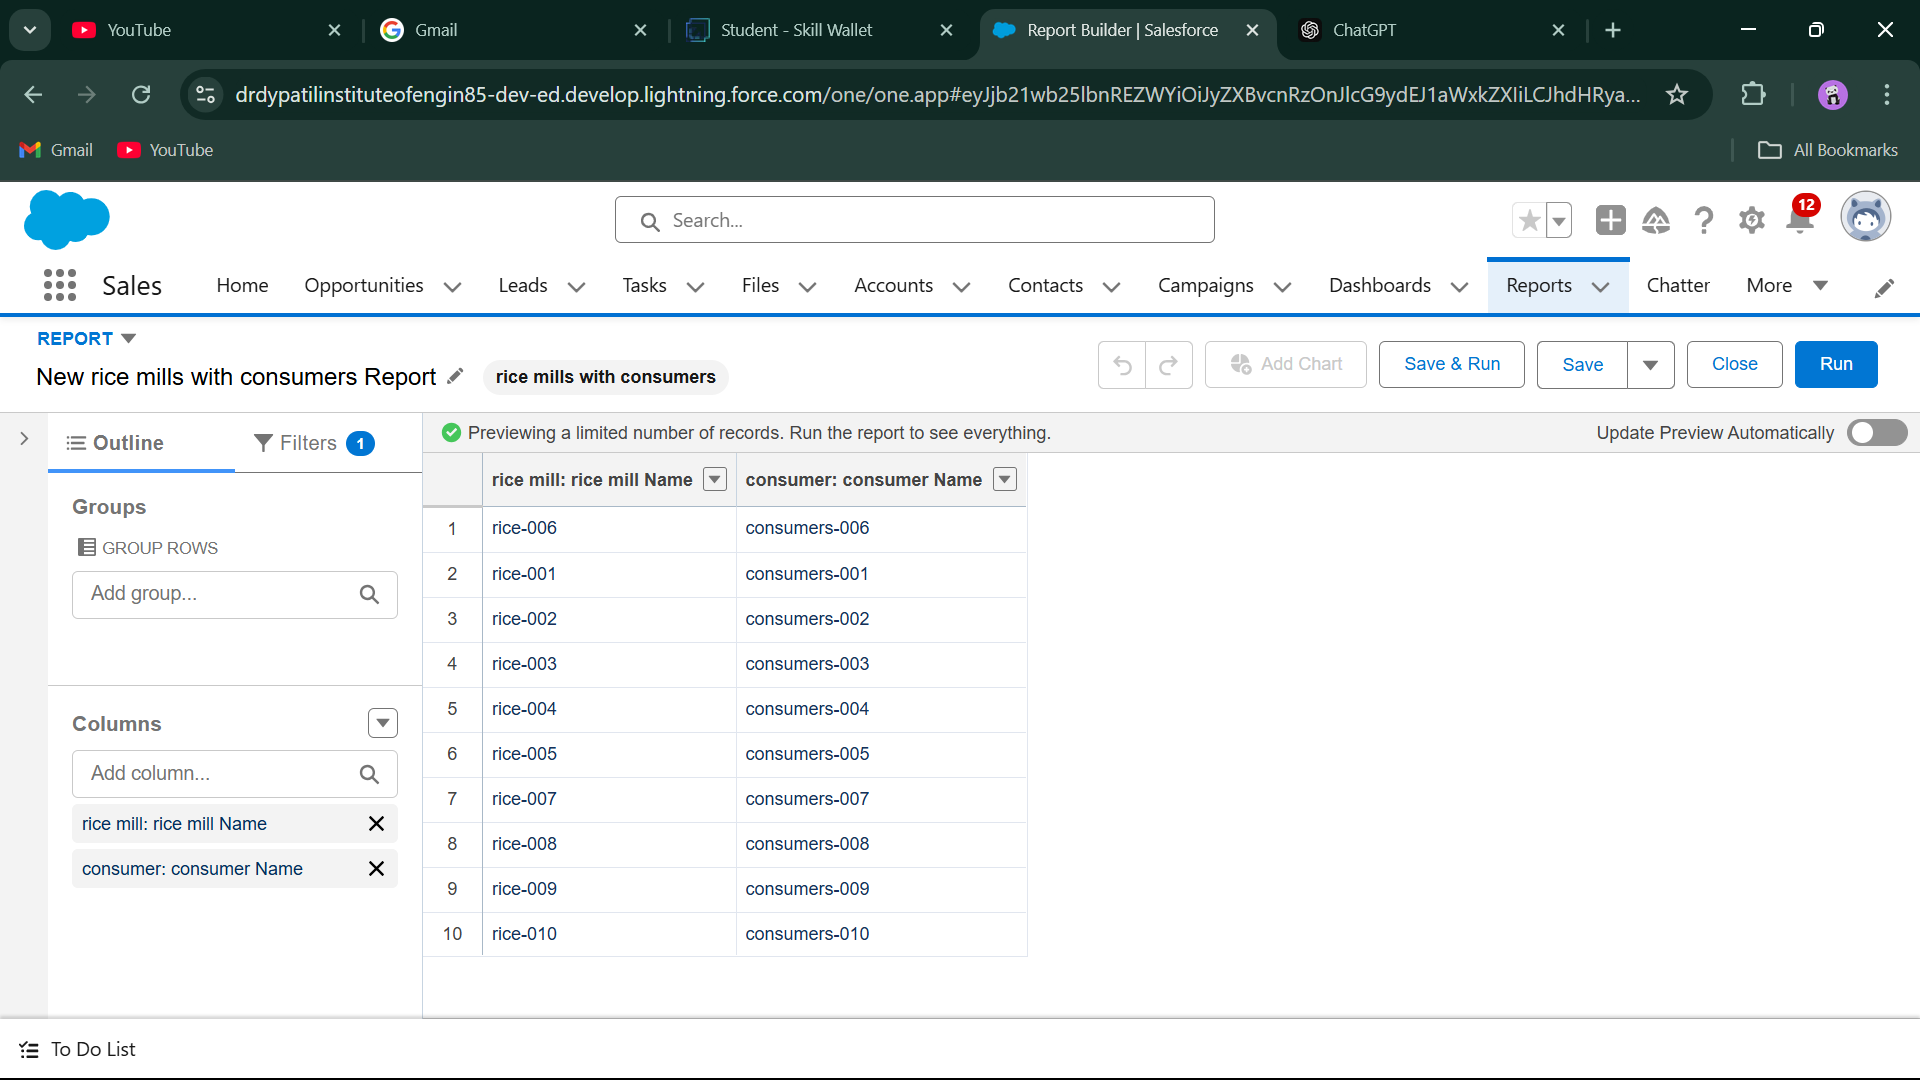 YouTube
Gmail
Student - Skill Wallet
Report Builder | Salesforce
ChatGPT
drdypatilinstituteofengin85-dev-ed.develop.lightning.force.com/one/one.app#eyJjb21wb25lbnREZWYiOiJyZXBvcnRzOnJlcG9ydEJ1aWxkZXIiLCJhdHRya...
Gmail
YouTube
All Bookmarks
Search...
12
Sales
Home
Opportunities
Leads
Tasks
Files
Accounts
Contacts
Campaigns
Dashboards
Reports
Chatter
More
REPORT
New rice mills with consumers Report
rice mills with consumers
Add Chart
Save & Run
Save
Close
Run
Outline
Filters 1
Previewing a limited number of records. Run the report to see everything.
Update Preview Automatically
Groups
GROUP ROWS
Add group...
Columns
Add column...
rice mill: rice mill Name
consumer: consumer Name
rice mill: rice mill Name consumer: consumer Name
1 rice-006 consumers-006
2 rice-001 consumers-001
3 rice-002 consumers-002
4 rice-003 consumers-003
5 rice-004 consumers-004
6 rice-005 consumers-005
7 rice-007 consumers-007
8 rice-008 consumers-008
9 rice-009 consumers-009
10 rice-010 consumers-010
To Do List